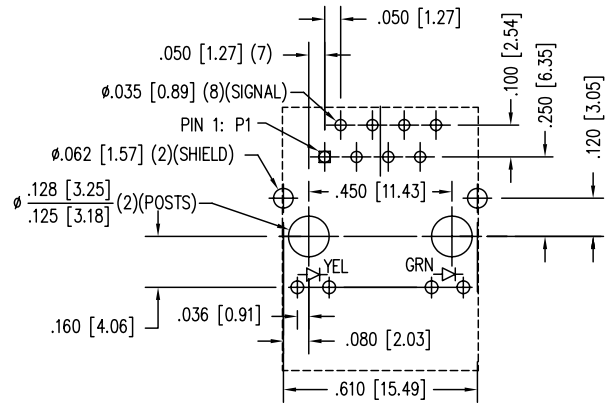 .050 [1.27]
.050 [1.27] (7)
ø.035 [0.89] (8)(SIGNAL)
PIN 1: P1
ø.062 [1.57] (2)(SHIELD)
ø .128 [3.25]
.125 [3.18] (2)(POSTS)
.100 [2.54]
.250 [6.35]
.120 [3.05]
.450 [11.43]
YEL
GRN
.036 [0.91]
.160 [4.06]
.080 [2.03]
.610 [15.49]